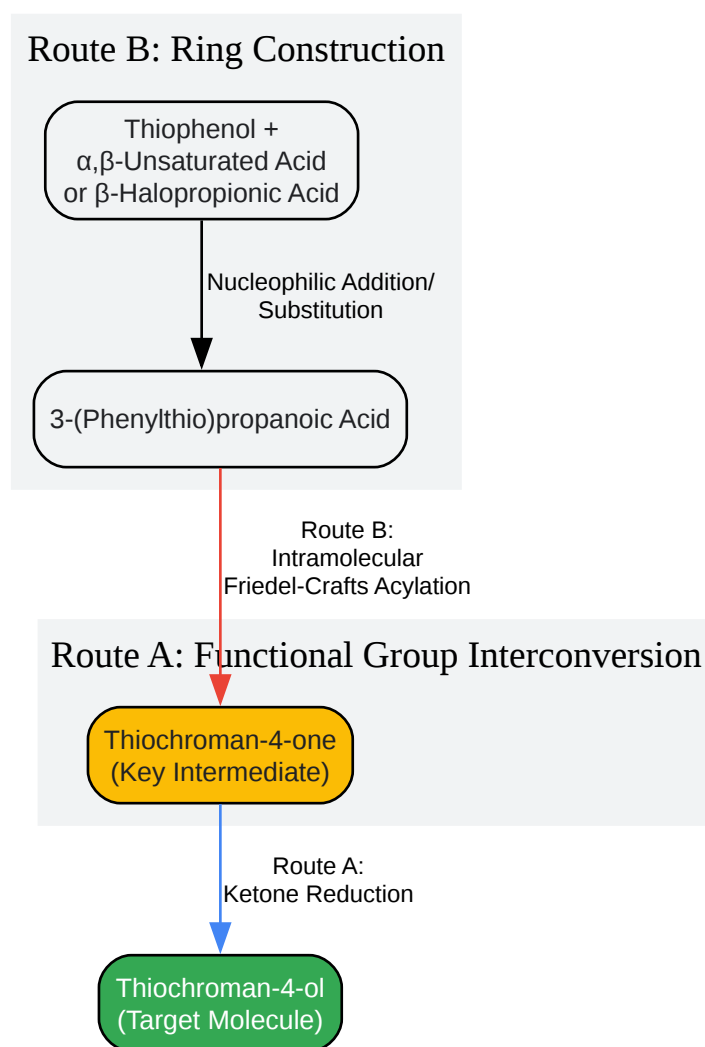 Route B: Ring Construction
Thiophenol +
α,β-Unsaturated Acid
or β-Halopropionic Acid
Nucleophilic Addition/
Substitution
3-(Phenylthio)propanoic Acid
Route B:
Intramolecular
Friedel-Crafts Acylation
Route A: Functional Group Interconversion
Thiochroman-4-one
(Key Intermediate)
Route A:
Ketone Reduction
Thiochroman-4-ol
(Target Molecule)